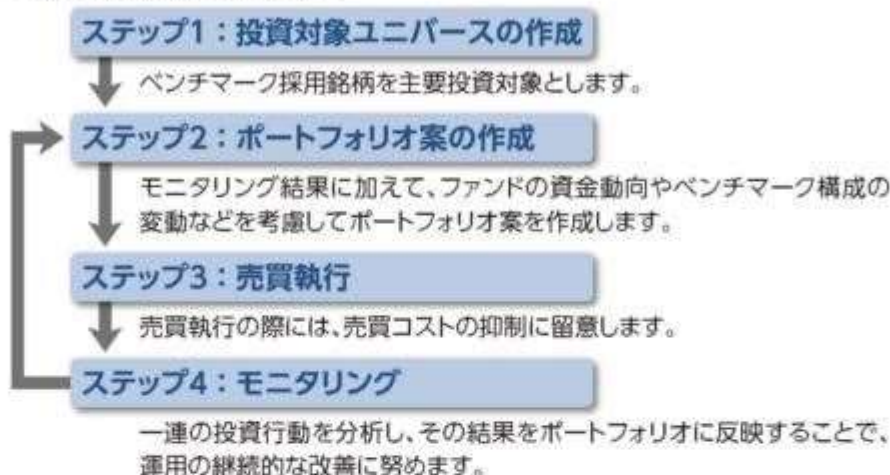 ステップ1：投資対象ユニバースの作成
ベンチマーク採用銘柄を主要投資対象とします。
ステップ2：ポートフォリオ案の作成
モニタリング結果に加えて、ファンドの資金動向やベンチマーク構成の
変動などを考慮してポートフォリオ案を作成します。
ステップ3：売買執行
売買執行の際には、売買コストの抑制に留意します。
ステップ4：モニタリング
一連の投資行動を分析し、その結果をポートフォリオに反映することで、
運用の継続的な改善に努めます。